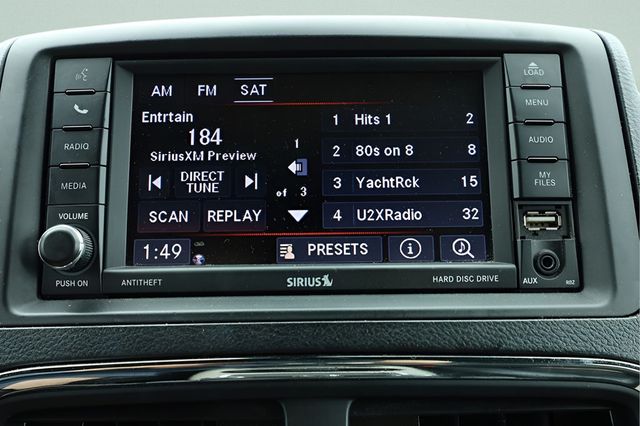 AM FM SAT
Entrtain
184
SiriusXM Preview
DIRECT
TUNE
SCAN REPLAY
1:49
1
of 3
1 Hits 1 2
2 80s on 8 8
3 YachtRck 15
4 U2XRadio 32
PRESETS
i
RADIO
MEDIA
VOLUME
PUSH ON
ANTITHEFT
SIRIUS
HARD DISC DRIVE
LOAD
MENU
AUDIO
MY
FILES
AUX
RBZ